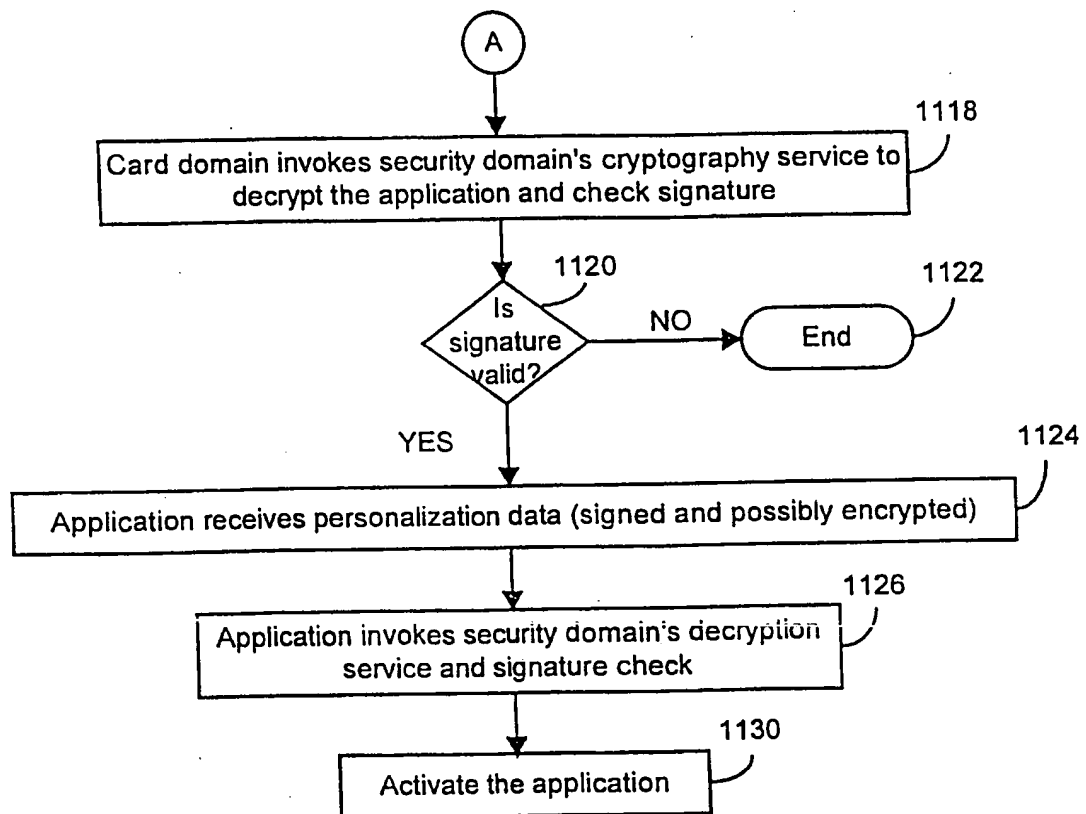 A
1118
Card domain invokes security domain's cryptography service to
decrypt the application and check signature
1120
Is
signature
valid?
NO
1122
End
YES
1124
Application receives personalization data (signed and possibly encrypted)
1126
Application invokes security domain's decryption
service and signature check
1130
Activate the application